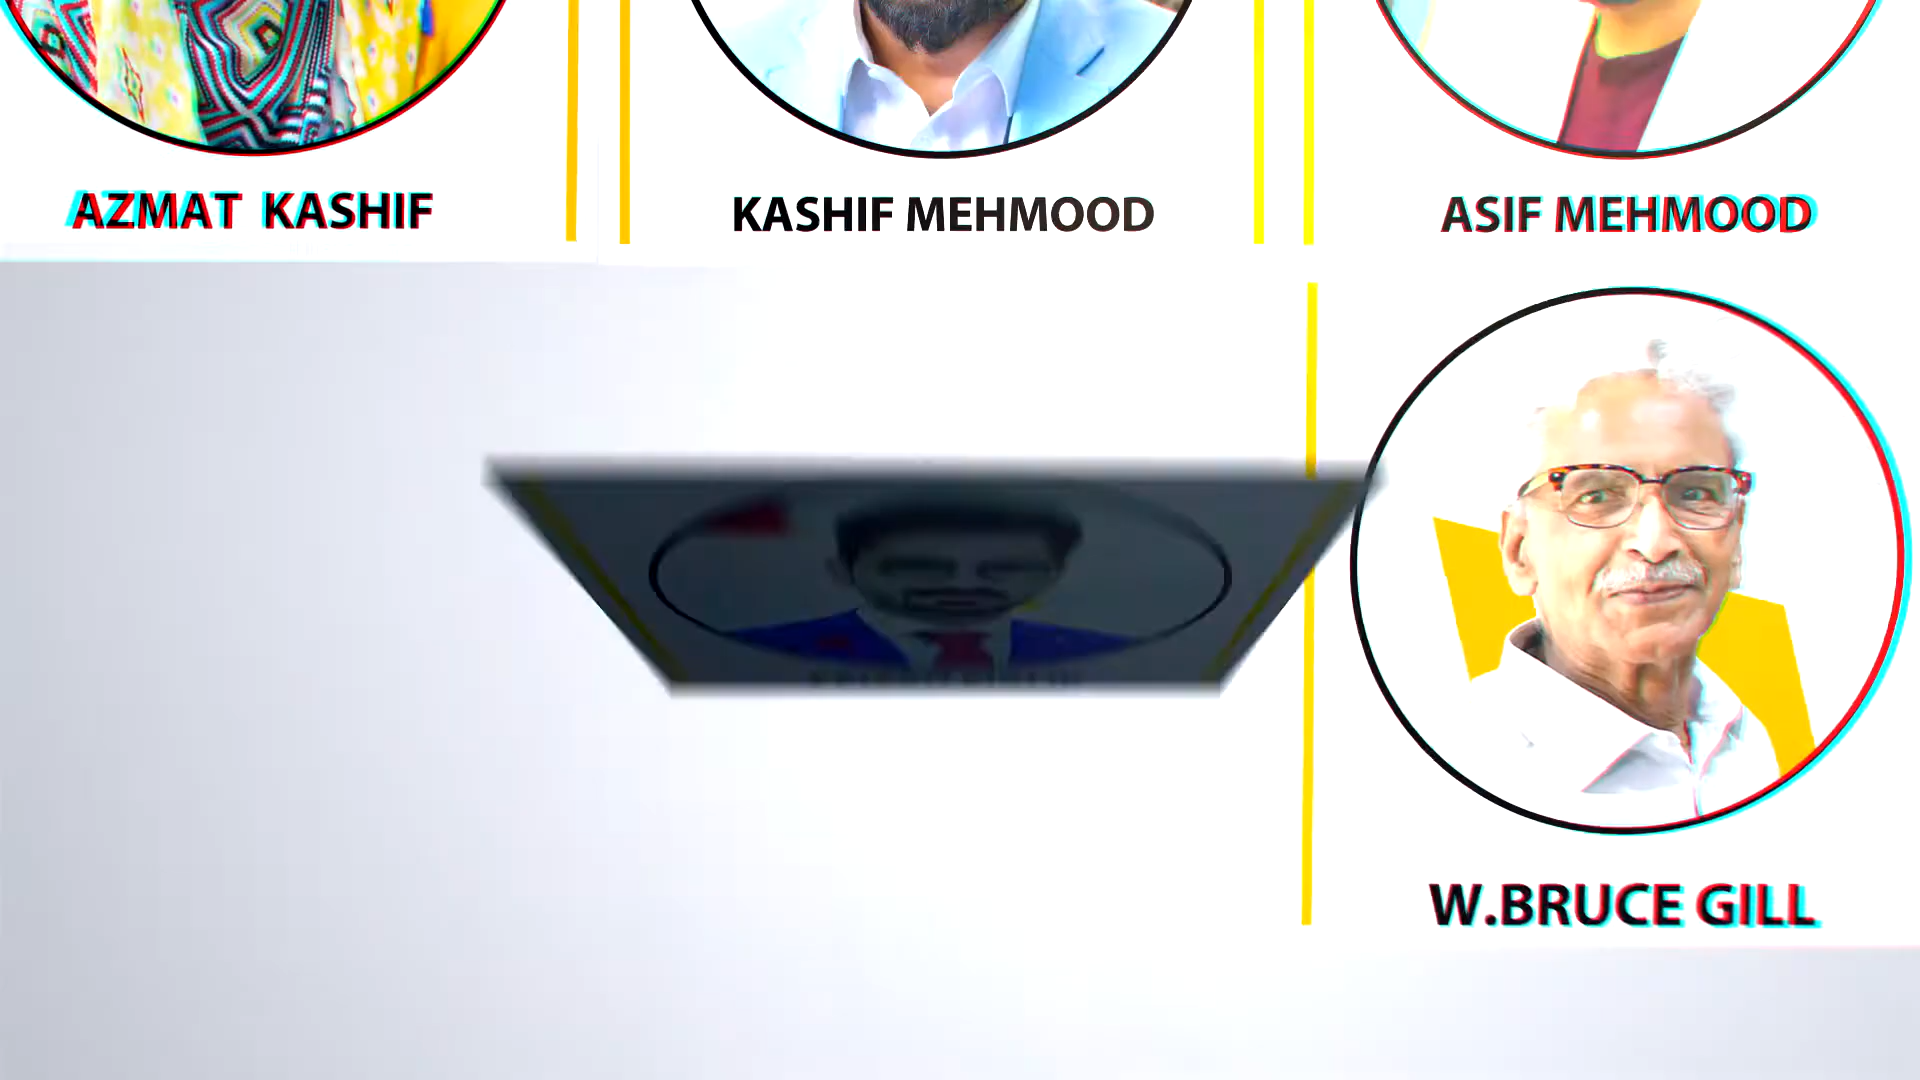 AZMAT KASHIF
KASHIF MEHMOOD
ASIF MEHMOOD
W.BRUCE GILL